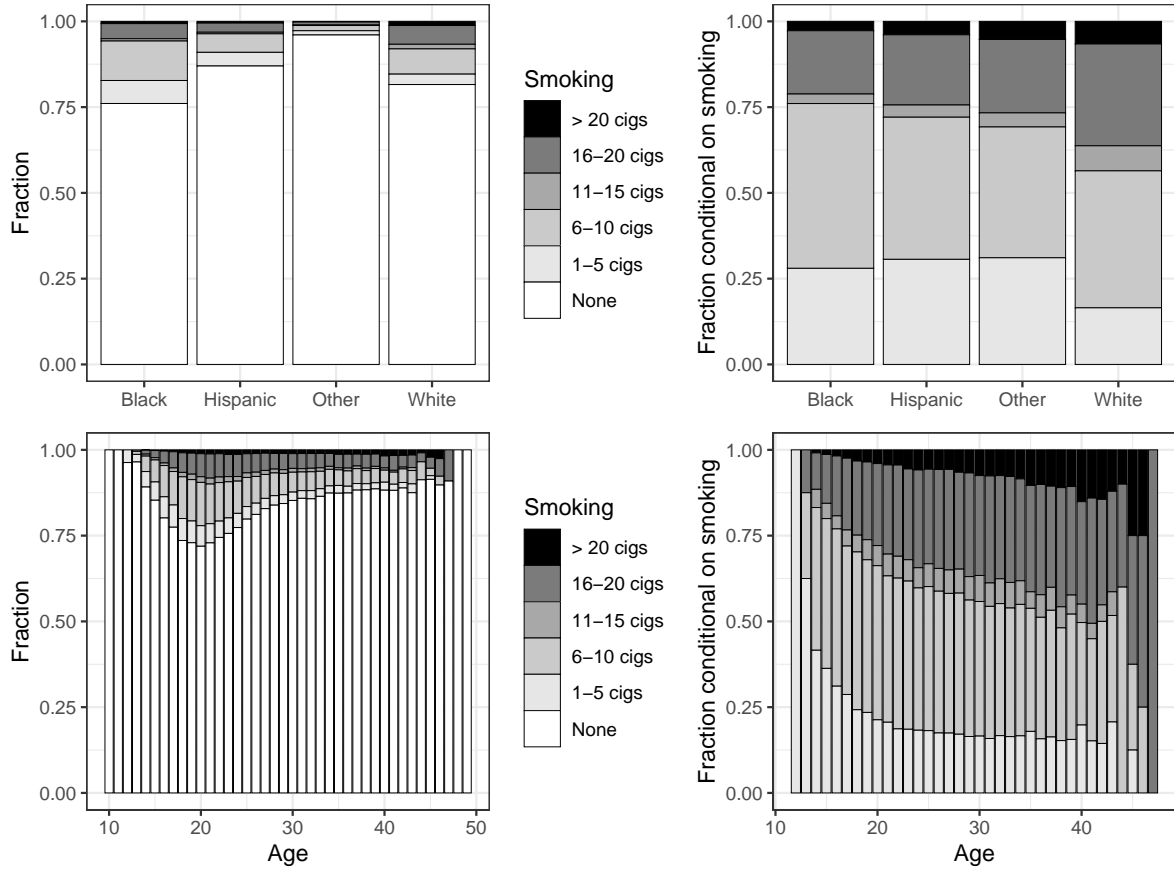 Fraction
1.00
0.75
0.50
0.25
0.00
Black Hispanic Other White
Smoking
> 20 cigs
16–20 cigs
11–15 cigs
6–10 cigs
1–5 cigs
None
Fraction conditional on smoking
1.00
0.75
0.50
0.25
0.00
Black Hispanic Other White
Fraction
1.00
0.75
0.50
0.25
0.00
10 20 30 40 50
Age
Smoking
> 20 cigs
16–20 cigs
11–15 cigs
6–10 cigs
1–5 cigs
None
Fraction conditional on smoking
1.00
0.75
0.50
0.25
0.00
10 20 30 40
Age